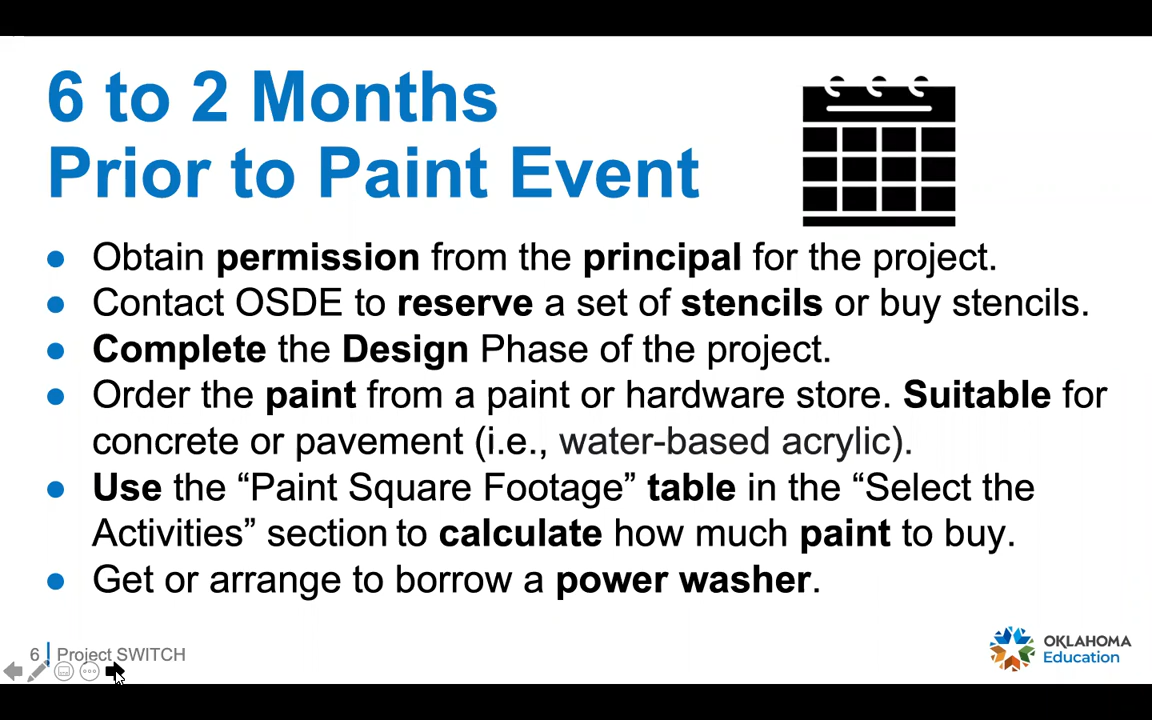 6 to 2 Months
Prior to Paint Event
● Obtain permission from the principal for the project.
● Contact OSDE to reserve a set of stencils or buy stencils.
● Complete the Design Phase of the project.
● Order the paint from a paint or hardware store. Suitable for
concrete or pavement (i.e., water-based acrylic).
● Use the “Paint Square Footage” table in the “Select the
Activities” section to calculate how much paint to buy.
● Get or arrange to borrow a power washer.
6 | Project SWITCH
OKLAHOMA
Education